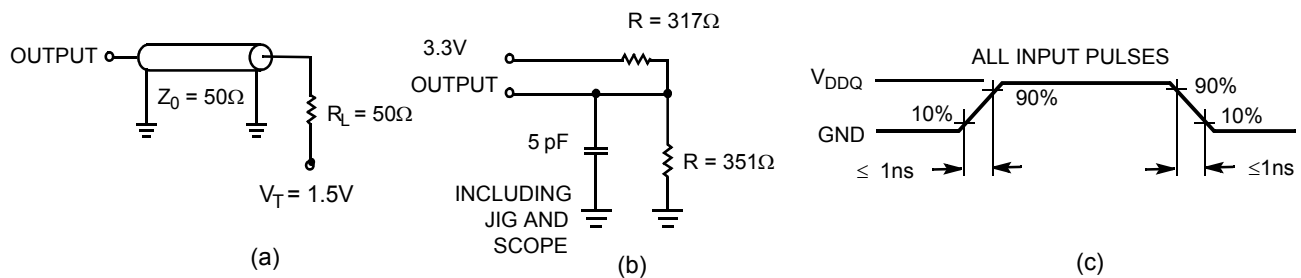 OUTPUT
Z0 = 50Ω
RL = 50Ω
VT = 1.5V
(a)
R = 317Ω
3.3V
OUTPUT
5 pF
R = 351Ω
INCLUDING
JIG AND
SCOPE
(b)
ALL INPUT PULSES
VDDQ
GND
10%
90%
90%
10%
≤ 1ns
≤1ns
(c)